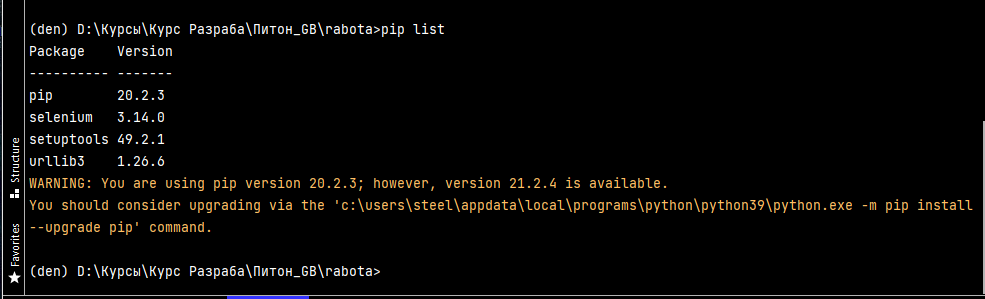 (den) D:\Курсы\Курс Разраба\Питон_GB\rabota>pip list
Package    Version
---------- -------
pip        20.2.3
selenium   3.14.0
setuptools 49.2.1
urllib3    1.26.6
WARNING: You are using pip version 20.2.3; however, version 21.2.4 is available.
You should consider upgrading via the 'c:\users\steel\appdata\local\programs\python\python39\python.exe -m pip install
--upgrade pip' command.
(den) D:\Курсы\Курс Разраба\Питон_GB\rabota>
Structure
Favorites